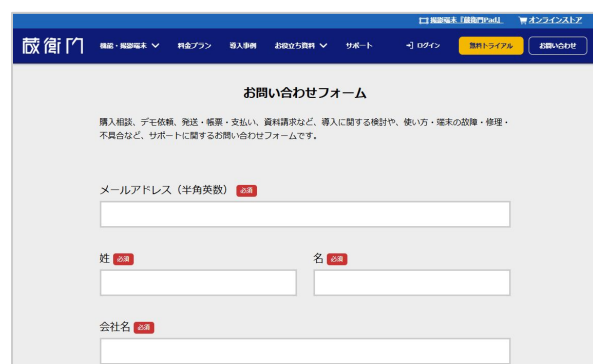 撮影端末「蔵衛門Pad」 オンラインストア
蔵衛門 機能・撮影端末 料金プラン 導入事例 お役立ち資料 サポート ログイン 無料トライアル お問い合わせ
お問い合わせフォーム
購入相談、デモ依頼、発送・帳票・支払い、資料請求など、導入に関する検討や、使い方・端末の故障・修理・
不具合など、サポートに関するお問い合わせフォームです。
メールアドレス（半角英数） 必須
姓 必須 名 必須
会社名 必須